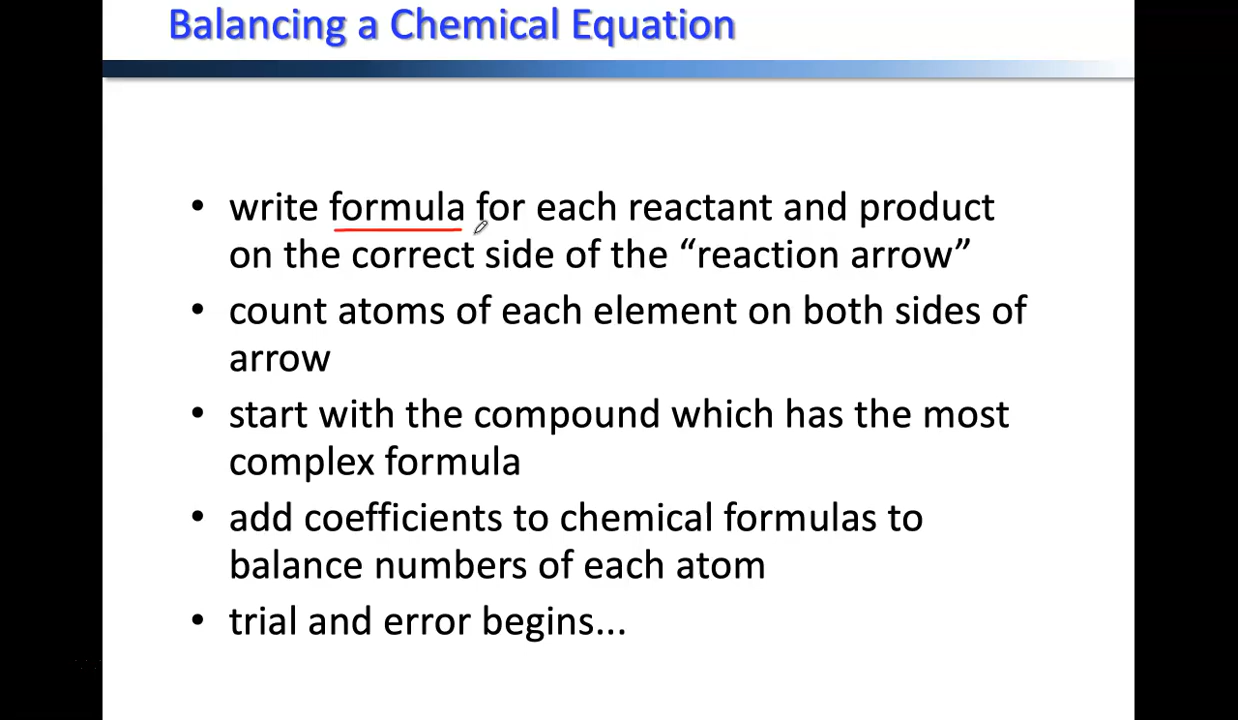 Balancing a Chemical Equation
• write formula for each reactant and product
on the correct side of the “reaction arrow”
• count atoms of each element on both sides of
arrow
• start with the compound which has the most
complex formula
• add coefficients to chemical formulas to
balance numbers of each atom
• trial and error begins...